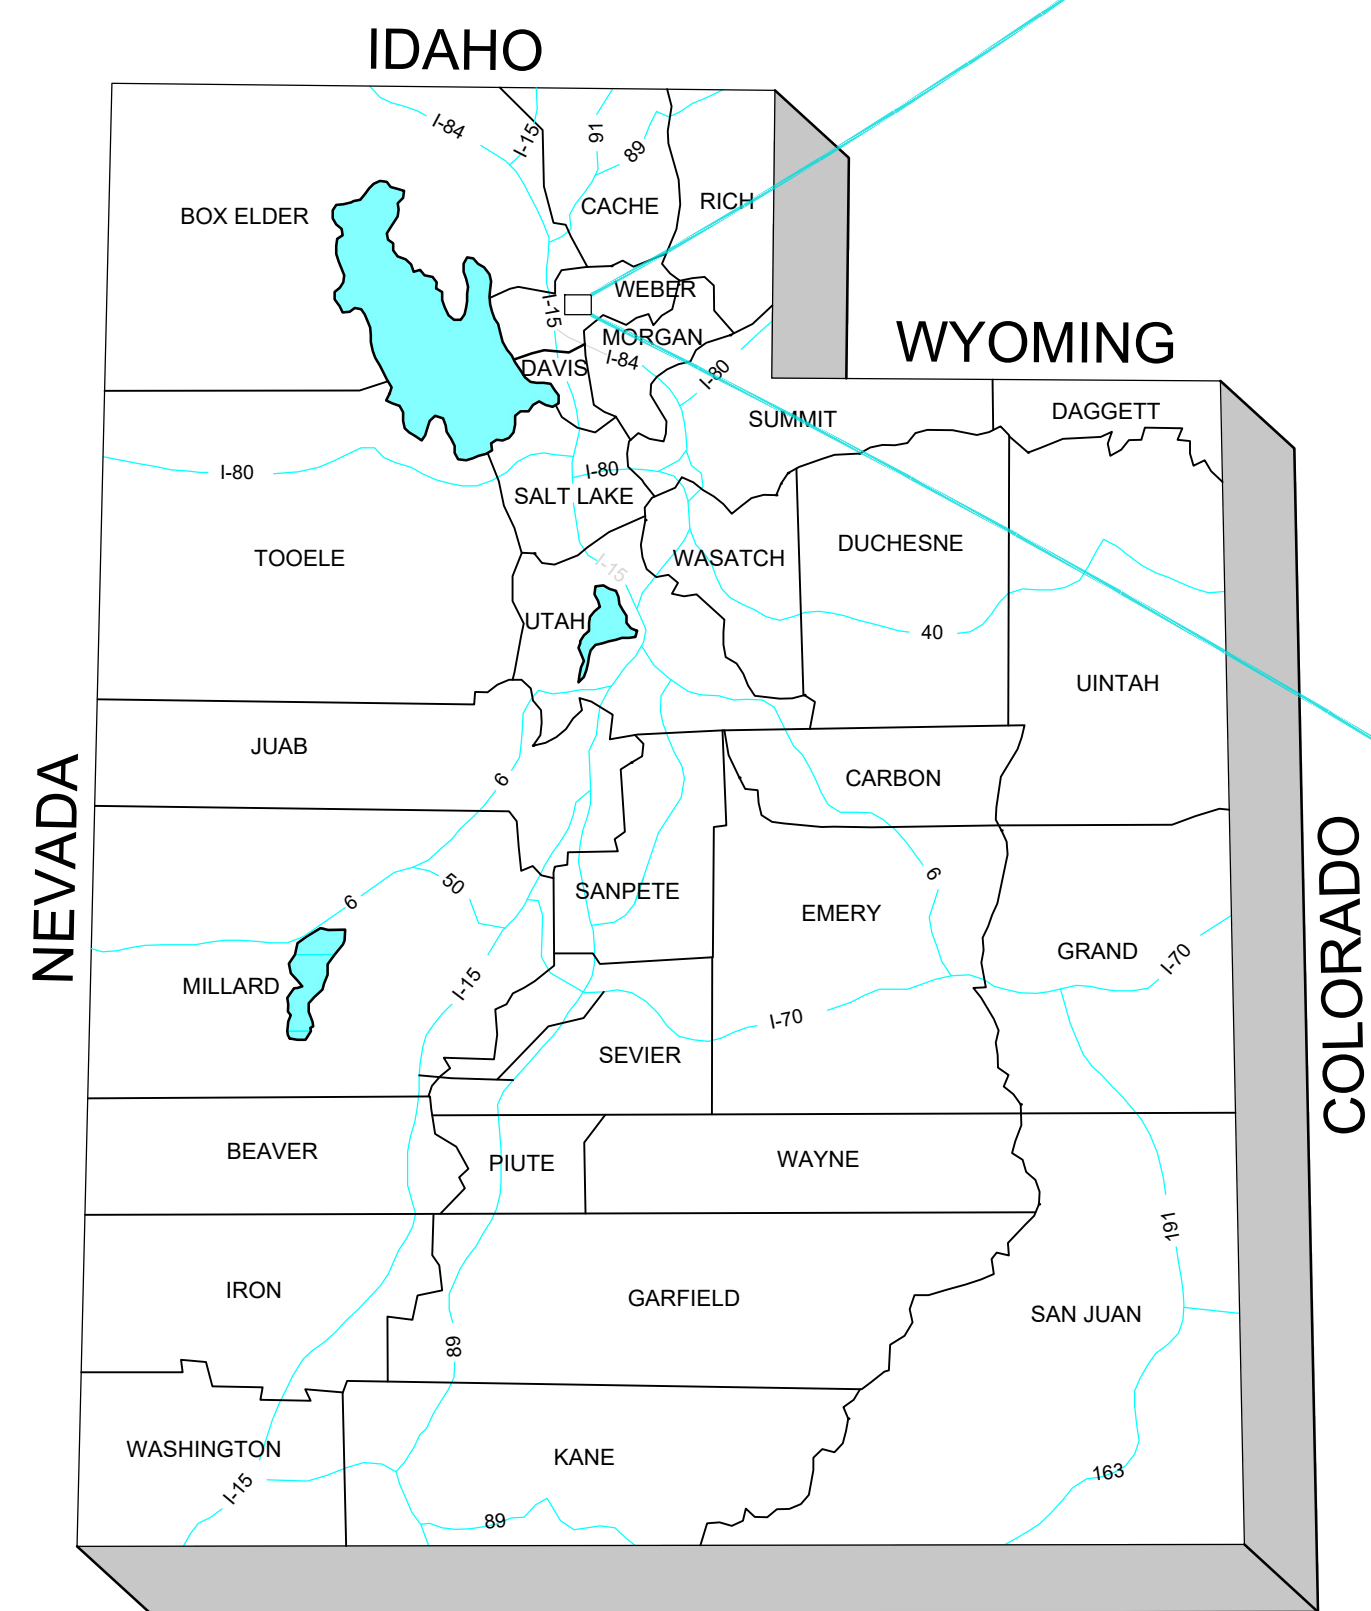 IDAHO
I-84
I-15
91
89
BOX ELDER
CACHE
RICH
WEBER
I-15
MORGAN
WYOMING
I-84
DAVIS
I-80
SUMMIT
DAGGETT
I-80
I-80
SALT LAKE
TOOELE
I-15
WASATCH
DUCHESNE
UTAH
40
UINTAH
JUAB
6
CARBON
NEVADA
6
50
6
SANPETE
EMERY
GRAND
I-70
COLORADO
MILLARD
I-15
I-70
SEVIER
BEAVER
PIUTE
WAYNE
191
IRON
GARFIELD
SAN JUAN
89
WASHINGTON
KANE
I-15
163
89